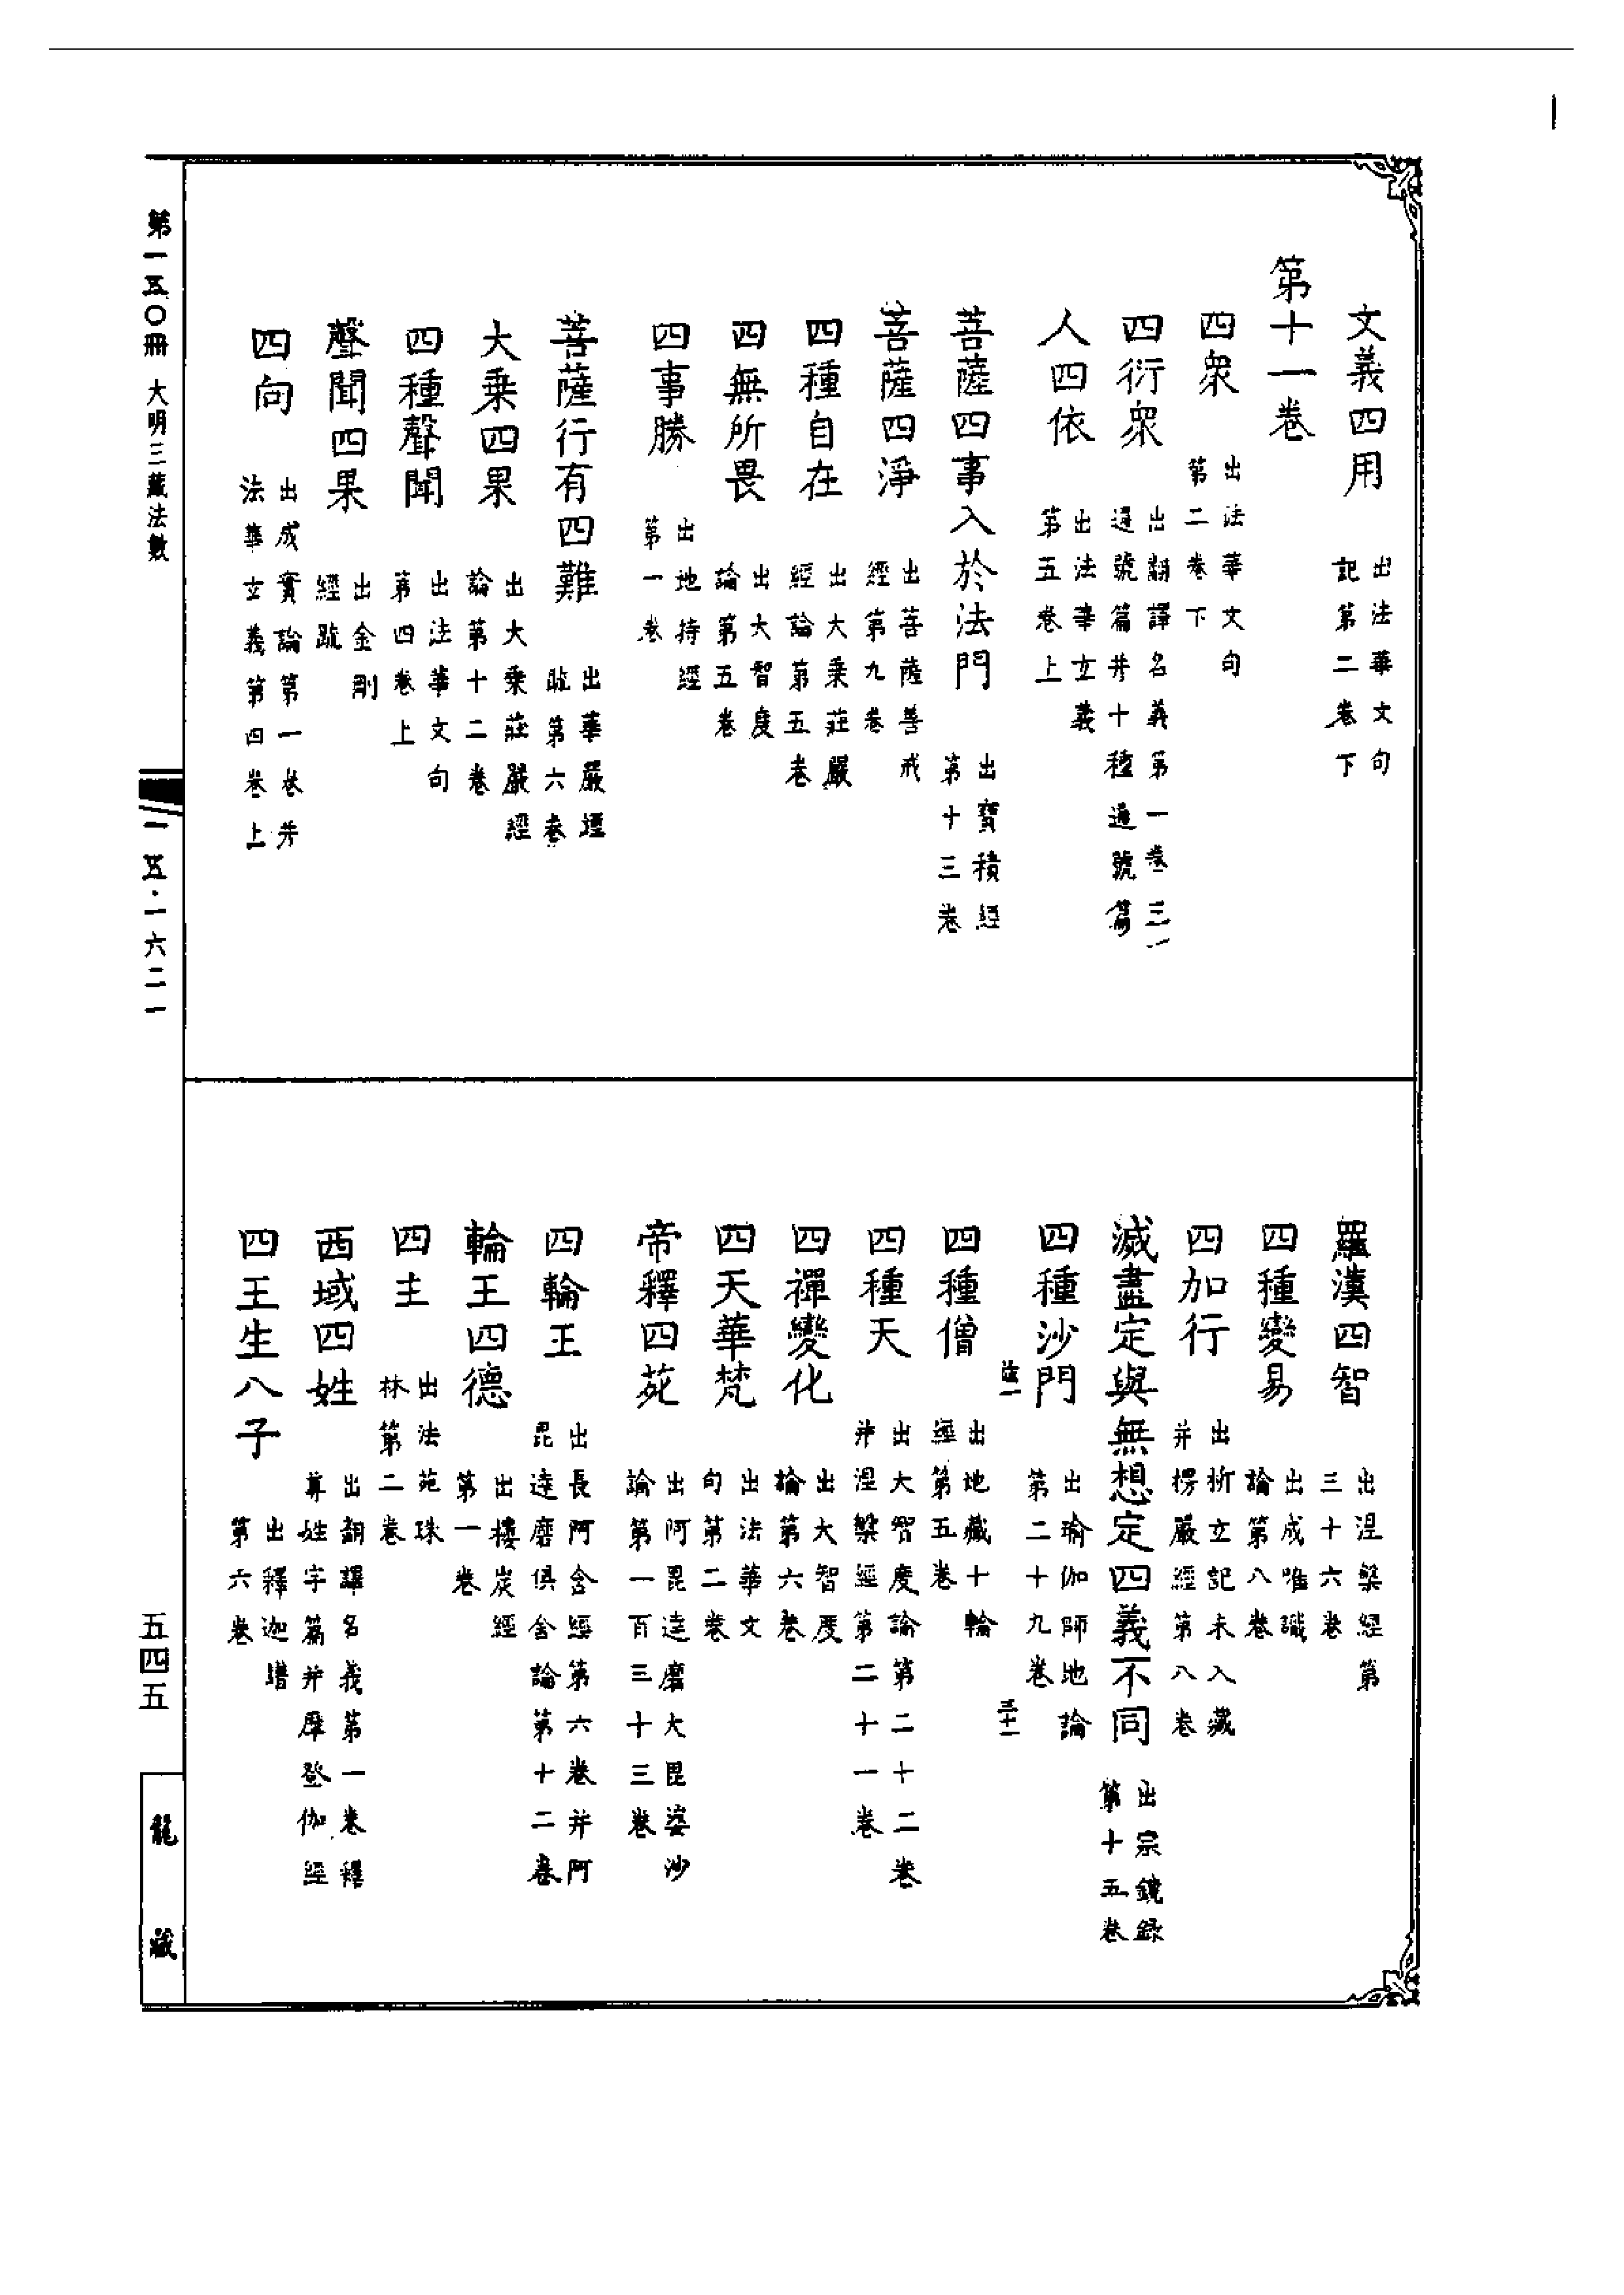 文義四用 出法華文句記第二卷下
第十一卷
四衆 出法華文句第二卷下
四衍衆 出翻譯名義第一卷三乘通號篇并十種通號篇
人四依 出法華玄義第五卷上
菩薩四事入於法門 出寶積經第十三卷
菩薩四淨 出菩薩善戒經第九卷
四種自在 出大乗莊嚴經論第五卷
四無所畏 出大智度論第五卷
四事勝 出地持經第一卷
菩薩行有四難 出華嚴經疏第六卷
大乗四果 出大乗莊嚴經論第十二卷
四種聲聞 出法華文句第四卷上
聲聞四果 出金剛經疏
四向 出成實論第一卷并法華玄義第四卷上
羅漢四智 出涅槃經第三十六卷
四種變易 出成唯識論第八卷
四加行 出折玄記未入藏并楞嚴經第八卷
滅盡定與無想定四義不同 出宗鏡錄第十五卷
四種沙門 出瑜伽師地論第二十九卷
三十一
四種僧 出地藏十輪經第五卷
四種天 出大智度論第二十二卷并涅槃經第二十一卷
四禪變化 出大智度論第六卷
四天華梵 出法華文句第二卷
帝釋四苑 出阿毘達磨大毘婆沙論第一百三十三卷
四輪王 出長阿含經第六卷并阿毘達磨俱舍論第十二卷
輪王四德 出樓炭經第一卷
四主 出法苑珠林第二卷
西域四姓 出翻譯名義第一卷釋尊姓字篇并摩登伽經
四王生八子 出釋迦譜第六卷
第一五〇冊 大明三藏法數
一五·一六二一
五四五
龍藏